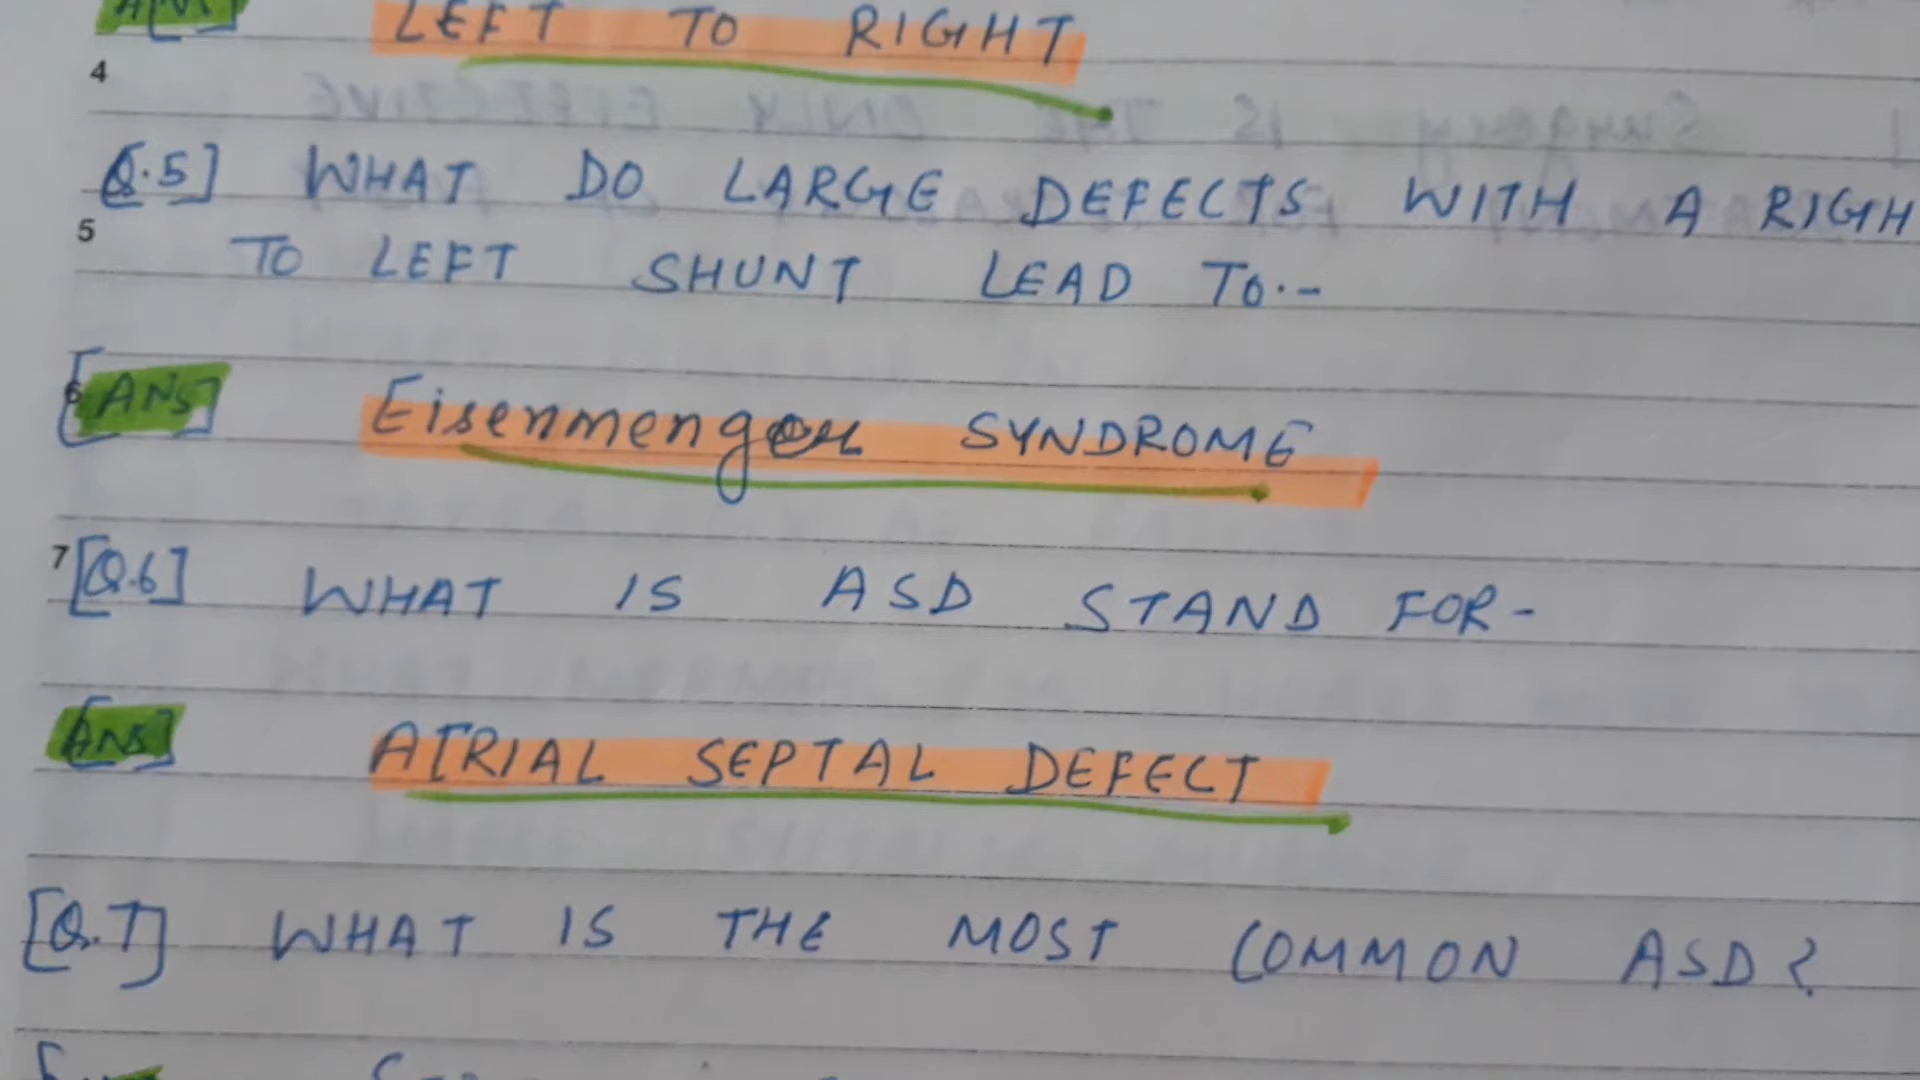 [ANS] LEFT TO RIGHT
4
[Q.5] WHAT DO LARGE DEFECTS WITH A RIGH
5
TO LEFT SHUNT LEAD TO.-
6
[ANS] Eisenmenger SYNDROME
7
[Q.6] WHAT IS ASD STAND FOR-
[ANS] ATRIAL SEPTAL DEFECT
[Q.7] WHAT IS THE MOST COMMON ASD?